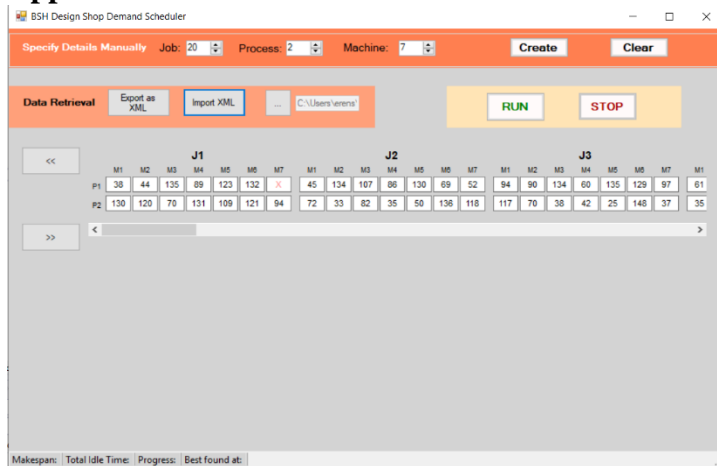 BSH Design Shop Demand Scheduler
Specify Details Manually Job: 20 Process: 2 Machine: 7 Create Clear
Data Retrieval Export as XML Import XML ... C:\Users\erens' RUN STOP
<< J1 J2 J3
M1 M2 M3 M4 M5 M6 M7 M1 M2 M3 M4 M5 M6 M7 M1 M2 M3 M4 M5 M6 M7 M1
P1 38 44 135 89 123 132 X 45 134 107 86 130 69 52 94 90 134 60 135 129 97 61
P2 130 120 70 131 109 121 94 72 33 82 35 50 136 118 117 70 38 42 25 148 37 35
>>
Makespan: Total Idle Time: Progress: Best found at: